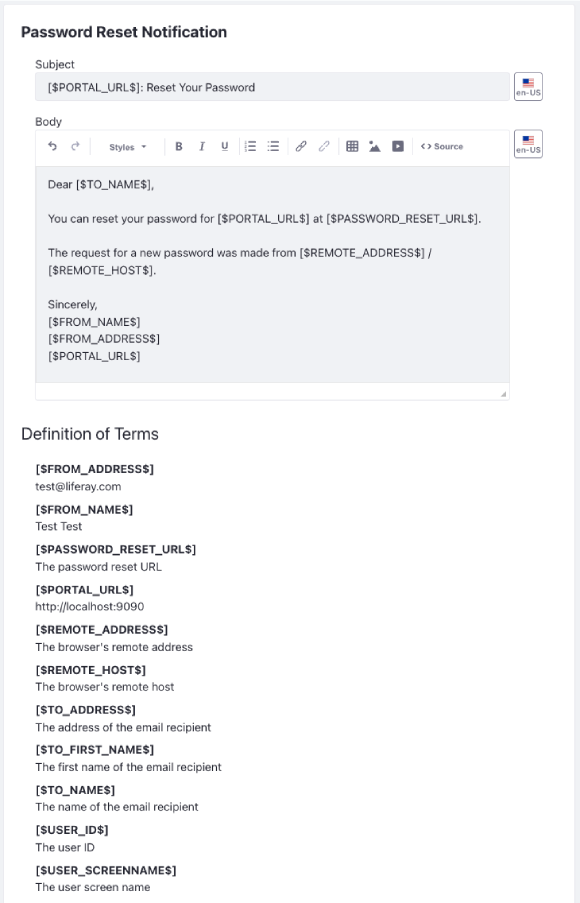 Password Reset Notification
Subject
[$PORTAL_URL$]: Reset Your Password
en-US
Body
en-US
Styles
B I U
Source
Dear [$TO_NAME$],
You can reset your password for [$PORTAL_URL$] at [$PASSWORD_RESET_URL$].
The request for a new password was made from [$REMOTE_ADDRESS$] /
[$REMOTE_HOST$].
Sincerely,
[$FROM_NAME$]
[$FROM_ADDRESS$]
[$PORTAL_URL$]
Definition of Terms
[$FROM_ADDRESS$]
test@liferay.com
[$FROM_NAME$]
Test Test
[$PASSWORD_RESET_URL$]
The password reset URL
[$PORTAL_URL$]
http://localhost:9090
[$REMOTE_ADDRESS$]
The browser's remote address
[$REMOTE_HOST$]
The browser's remote host
[$TO_ADDRESS$]
The address of the email recipient
[$TO_FIRST_NAME$]
The first name of the email recipient
[$TO_NAME$]
The name of the email recipient
[$USER_ID$]
The user ID
[$USER_SCREENNAME$]
The user screen name